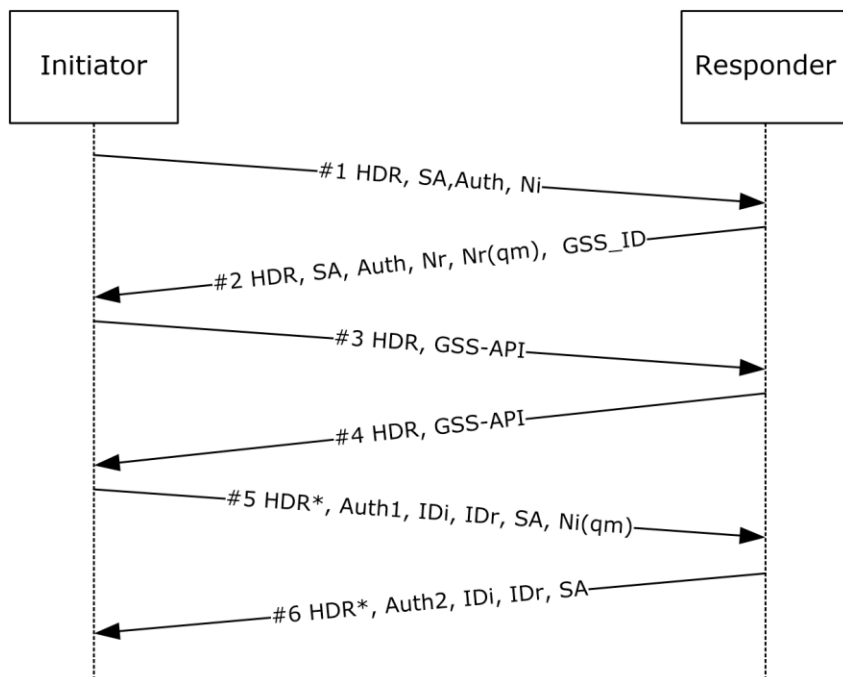 Initiator
Responder
#1 HDR, SA,Auth, Ni
#2 HDR, SA, Auth, Nr, Nr(qm), GSS_ID
#3 HDR, GSS-API
#4 HDR, GSS-API
#5 HDR*, Auth1, IDi, IDr, SA, Ni(qm)
#6 HDR*, Auth2, IDi, IDr, SA